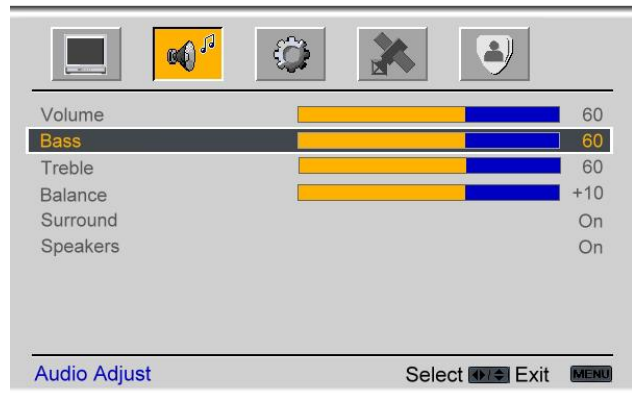 Volume 60
Bass 60
Treble 60
Balance +10
Surround On
Speakers On
Audio Adjust Select Exit MENU